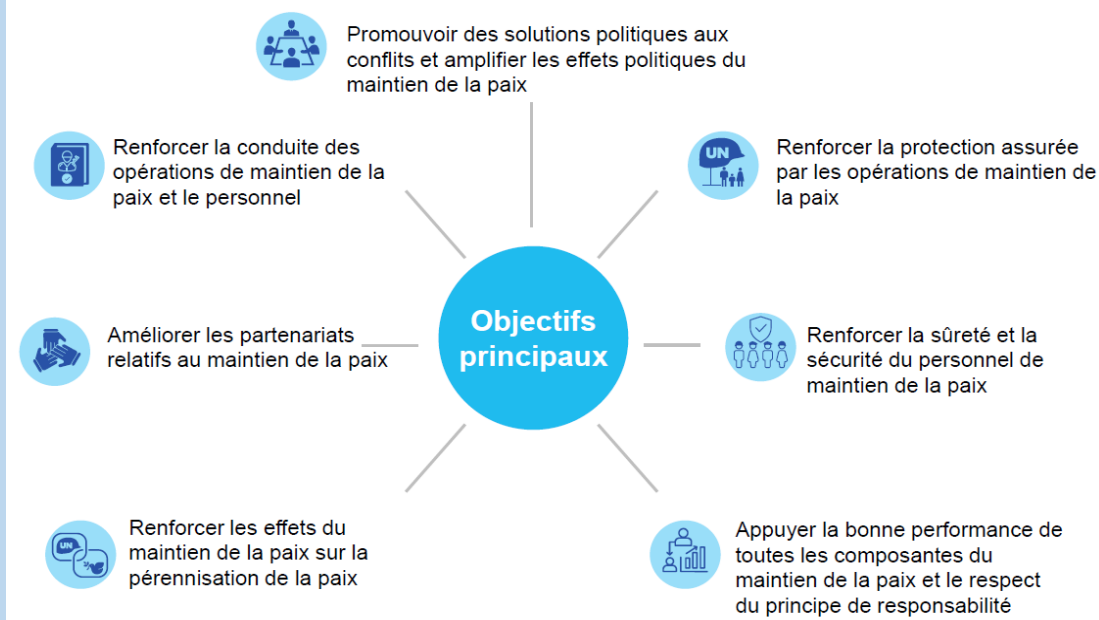 Promouvoir des solutions politiques aux
conflits et amplifier les effets politiques du
maintien de la paix
Renforcer la conduite des
opérations de maintien de la
paix et le personnel
UN
Renforcer la protection assurée
par les opérations de maintien de
la paix
Objectifs
principaux
Améliorer les partenariats
relatifs au maintien de la paix
Renforcer la sûreté et la
sécurité du personnel de
maintien de la paix
UN
Renforcer les effets du
maintien de la paix sur la
pérennisation de la paix
Appuyer la bonne performance de
toutes les composantes du
maintien de la paix et le respect
du principe de responsabilité